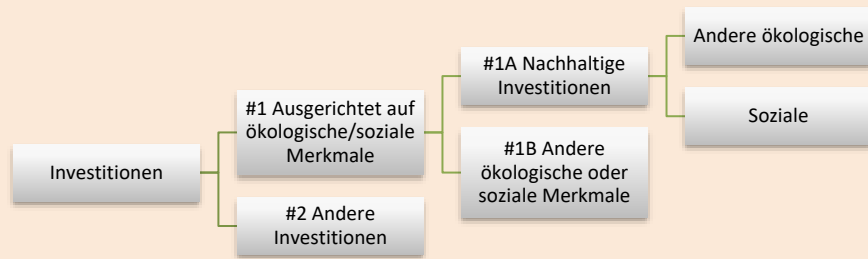 Investitionen
#1 Ausgerichtet auf
ökologische/soziale
Merkmale
#2 Andere
Investitionen
#1A Nachhaltige
Investitionen
#1B Andere
ökologische oder
soziale Merkmale
Andere ökologische
Soziale